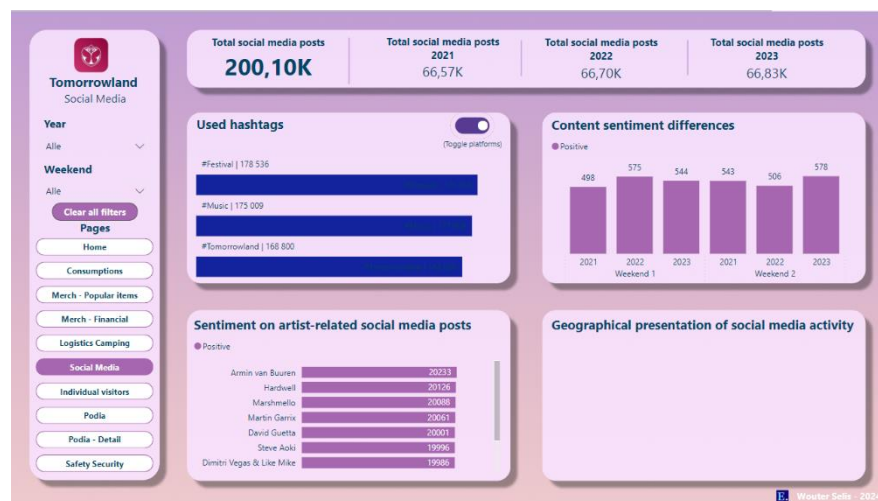 Tomorrowland
Social Media
Year
Alle
Weekend
Alle
Clear all filters
Pages
Home
Consumptions
Merch - Popular items
Merch - Financial
Logistics Camping
Social Media
Individual visitors
Podia
Podia - Detail
Safety Security
Total social media posts
200,10K
Total social media posts
2021
66,57K
Total social media posts
2022
66,70K
Total social media posts
2023
66,83K
Used hashtags
(Toggle platforms)
#Festival | 178 536
#Music | 175 009
#Tomorrowland | 168 800
Content sentiment differences
Positive
498 575 544 543 506 578
2021 2022 2023 2021 2022 2023
Weekend 1 Weekend 2
Sentiment on artist-related social media posts
Positive
Armin van Buuren 20233
Hardwell 20126
Marshmello 20088
Martin Garrix 20061
David Guetta 20001
Steve Aoki 19996
Dimitri Vegas & Like Mike 19986
Geographical presentation of social media activity
E. Wouter Selis - 2024